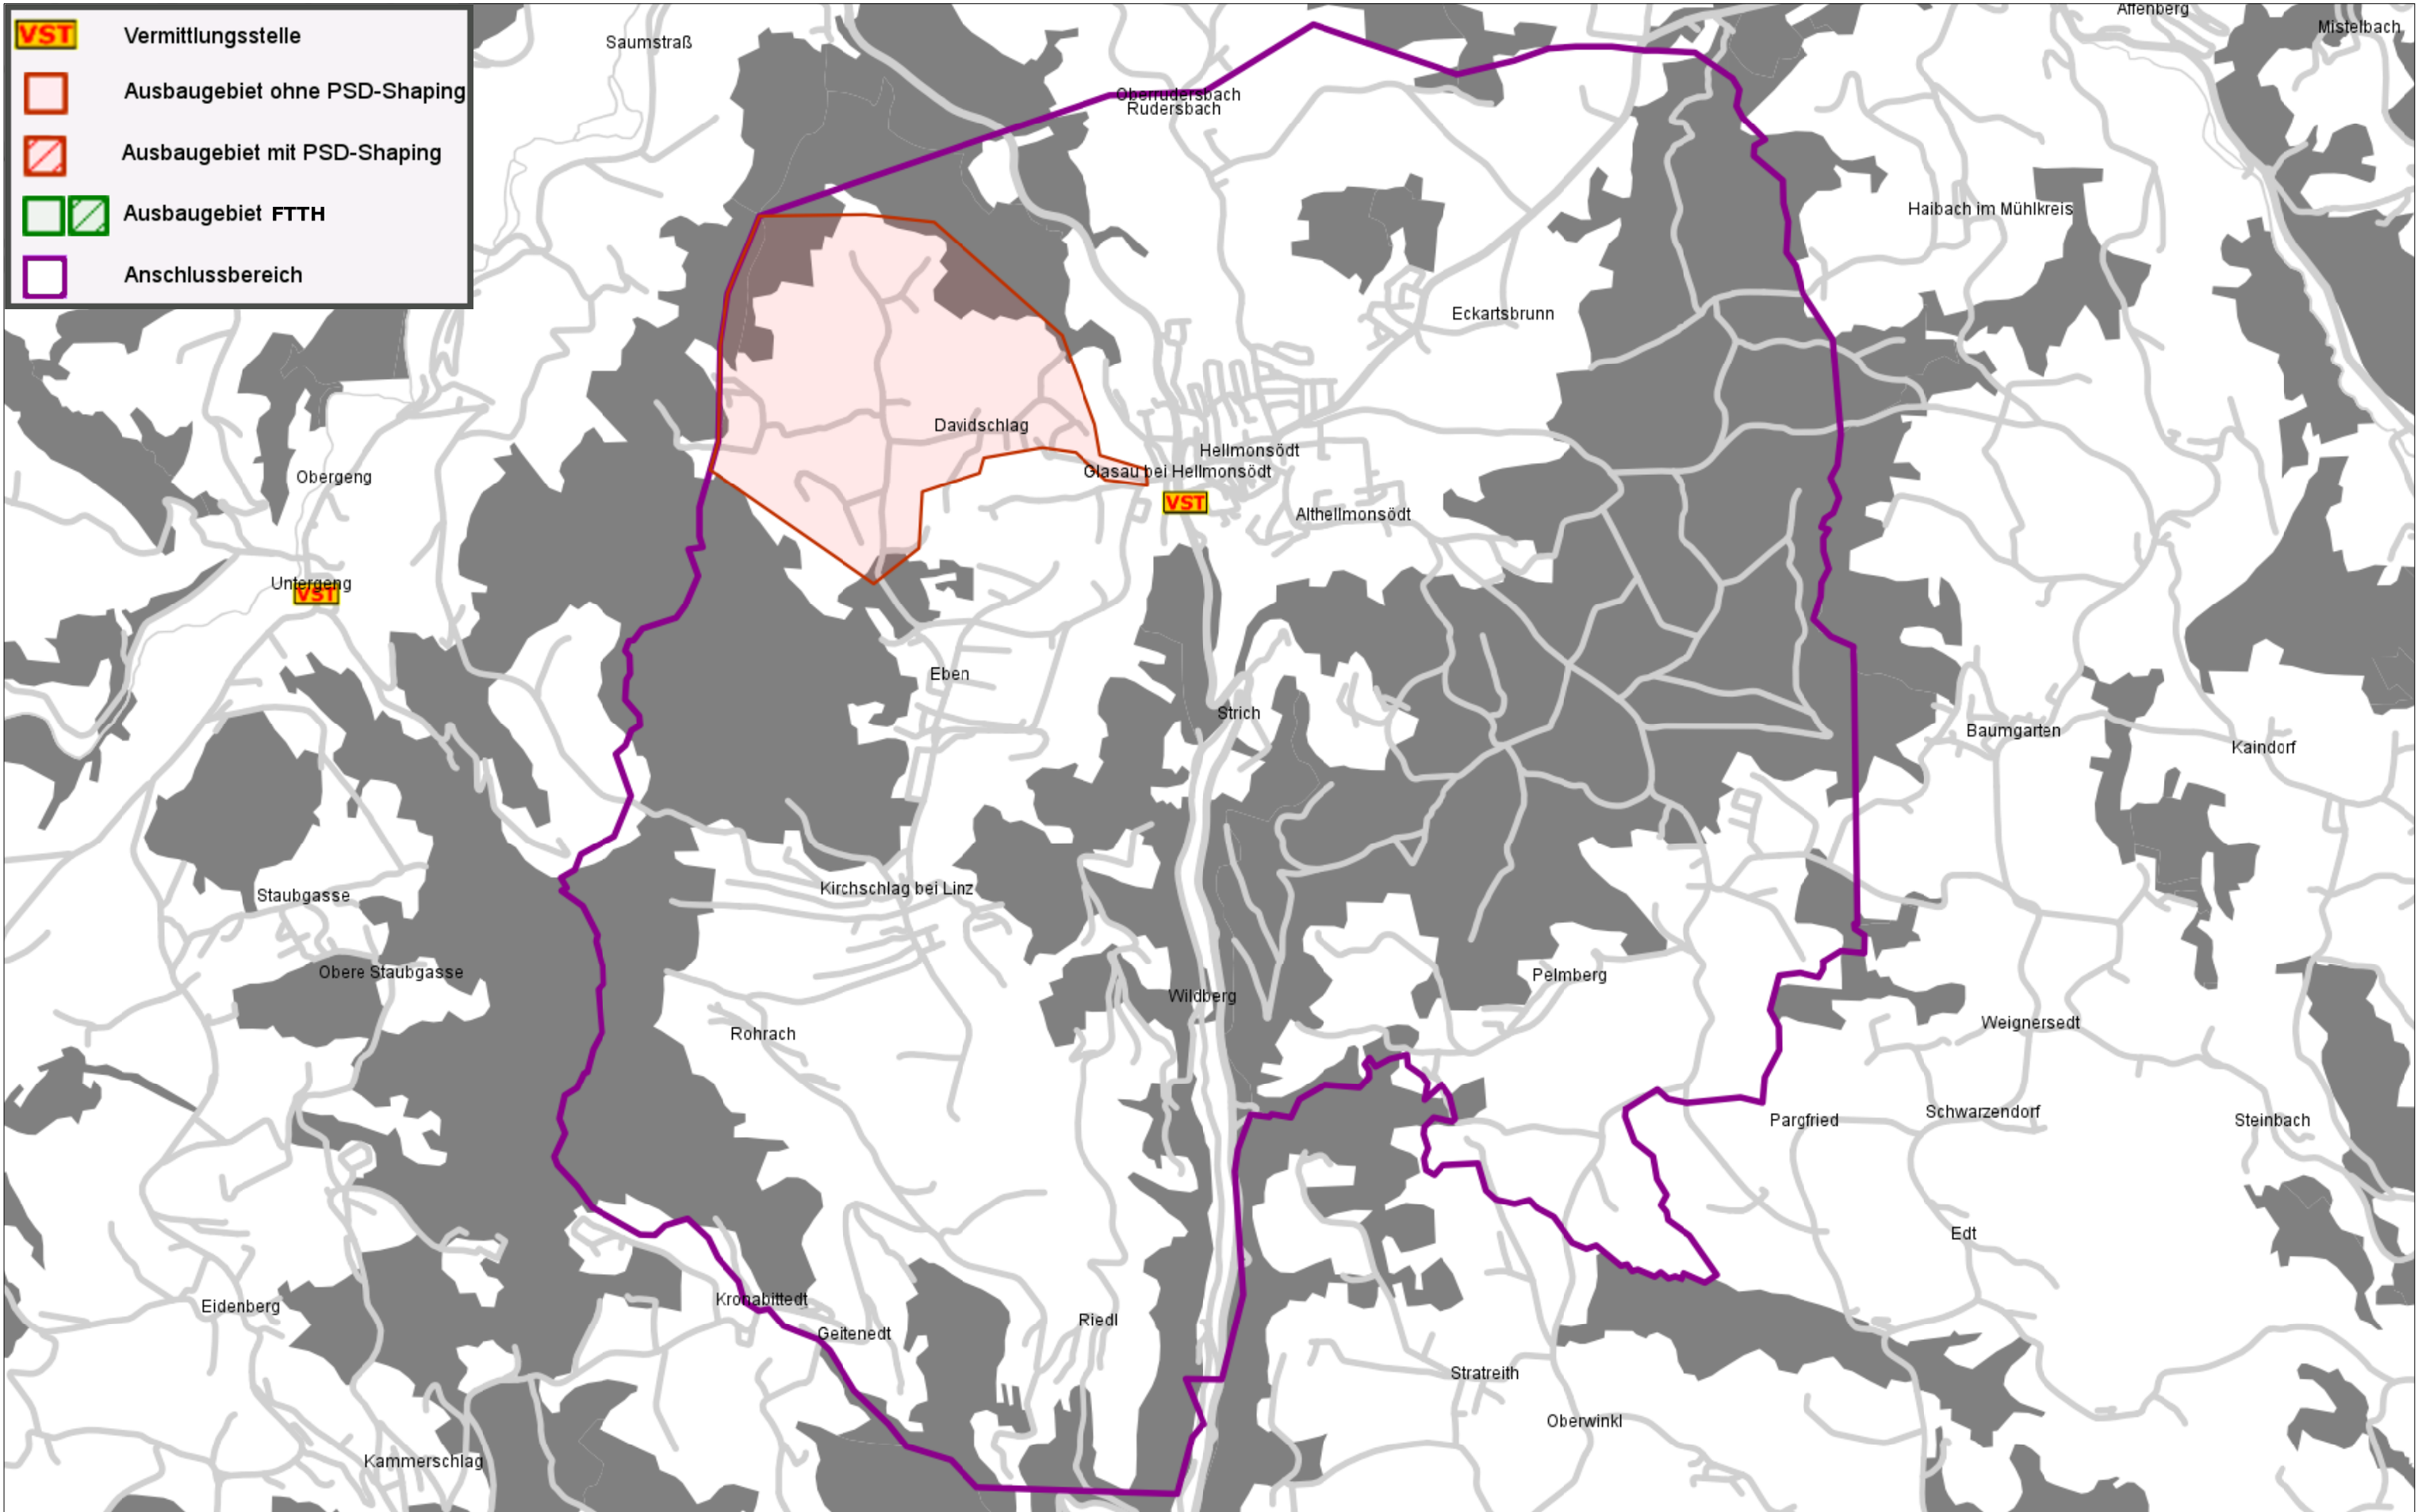 VST Vermittlungsstelle
Ausbaugebiet ohne PSD-Shaping
Ausbaugebiet mit PSD-Shaping
Ausbaugebiet FTTH
Anschlussbereich
Saumstraß
Affenberg
Mistelbach
Oberrudersbach
Rudersbach
Haibach im Mühlkreis
Eckartsbrunn
Davidschlag
Hellmonsödt
Glasau bei Hellmonsödt
Obergeng
VST
Althellmonsödt
Untergeng
VST
Eben
Strich
Baumgarten
Kaindorf
Kirchschlag bei Linz
Staubgasse
Obere Staubgasse
Pelmberg
Wildberg
Rohrach
Weignersedt
Pargfried
Schwarzendorf
Steinbach
Edt
Kronabittedt
Eidenberg
Geitenedt
Riedl
Stratreith
Oberwinkl
Kammerschlag